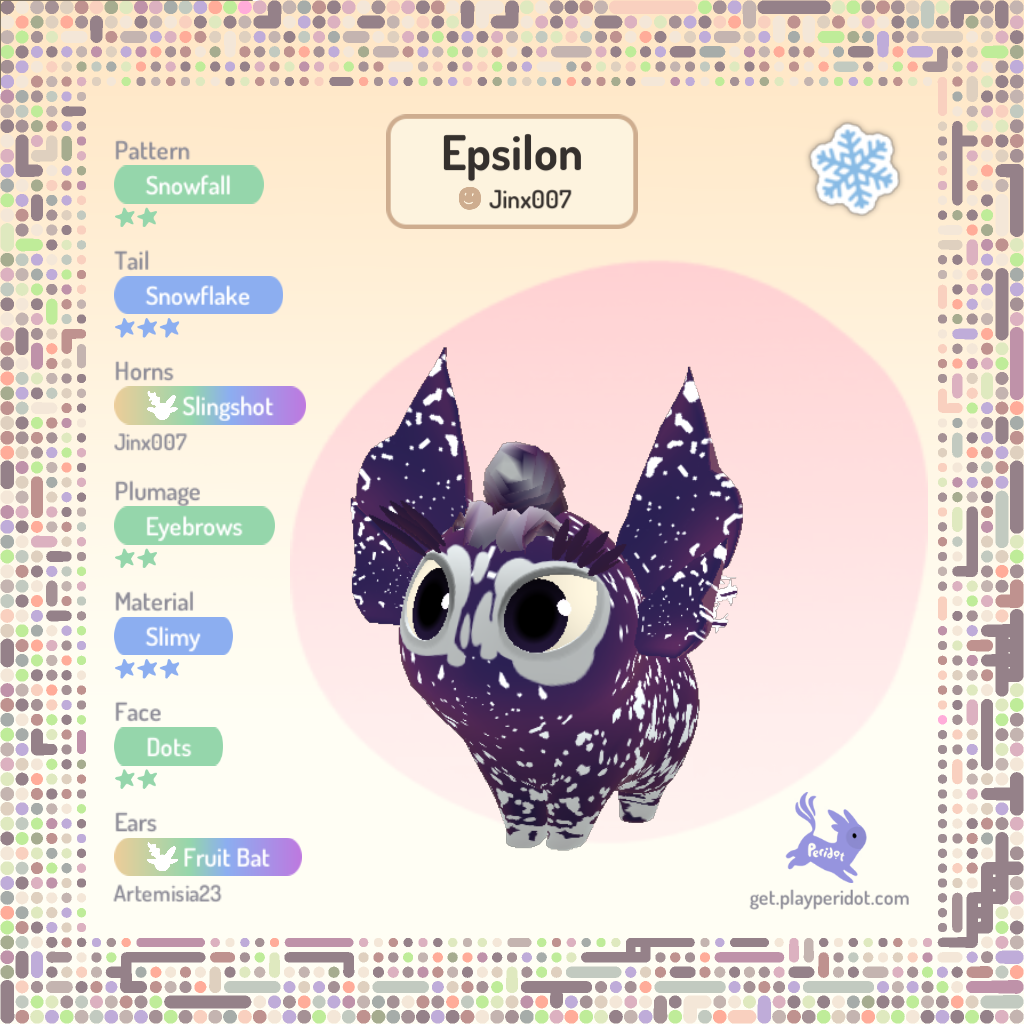 Epsilon
Jinx007
Pattern
Snowfall
Tail
Snowflake
Horns
Slingshot
Jinx007
Plumage
Eyebrows
Material
Slimy
Face
Dots
Ears
Fruit Bat
Artemisia23
Peridot
get.playperidot.com